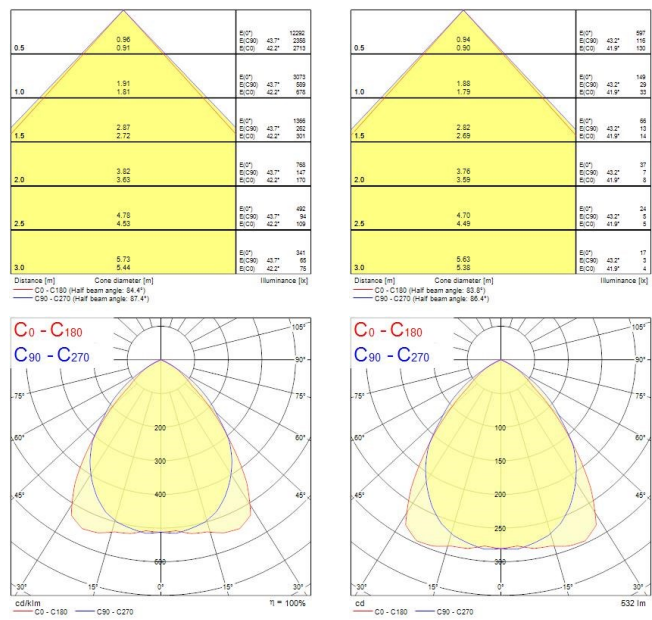 0.5 0.96 0.91 E(0°) 12292 E(C90) 43.7° 2358 E(C0) 42.2° 2713
1.0 1.91 1.81 E(0°) 3073 E(C90) 43.7° 589 E(C0) 42.2° 678
1.5 2.87 2.72 E(0°) 1366 E(C90) 43.7° 262 E(C0) 42.2° 301
2.0 3.82 3.63 E(0°) 768 E(C90) 43.7° 147 E(C0) 42.2° 170
2.5 4.78 4.53 E(0°) 492 E(C90) 43.7° 94 E(C0) 42.2° 109
3.0 5.73 5.44 E(0°) 341 E(C90) 43.7° 65 E(C0) 42.2° 75
Distance [m] Cone diameter [m] Illuminance [lx]
C0 - C180 (Half beam angle: 84.4°)
C90 - C270 (Half beam angle: 87.4°)
0.5 0.94 0.90 E(0°) 597 E(C90) 43.2° 116 E(C0) 41.9° 130
1.0 1.88 1.79 E(0°) 149 E(C90) 43.2° 29 E(C0) 41.9° 33
1.5 2.82 2.69 E(0°) 66 E(C90) 43.2° 13 E(C0) 41.9° 14
2.0 3.76 3.59 E(0°) 37 E(C90) 43.2° 7 E(C0) 41.9° 8
2.5 4.70 4.49 E(0°) 24 E(C90) 43.2° 5 E(C0) 41.9° 5
3.0 5.63 5.38 E(0°) 17 E(C90) 43.2° 3 E(C0) 41.9° 4
Distance [m] Cone diameter [m] Illuminance [lx]
C0 - C180 (Half beam angle: 83.8°)
C90 - C270 (Half beam angle: 86.4°)
C0 - C180
C90 - C270
105°
90°
75° 75°
60° 60°
45° 45°
200
300
400
600
30° 15° 0° 15° 30°
cd/klm η = 100%
C0 - C180 C90 - C270
C0 - C180
C90 - C270
105°
90°
75° 75°
60° 60°
45° 45°
100
150
200
250
300
30° 15° 0° 15° 30°
cd 532 lm
C0 - C180 C90 - C270